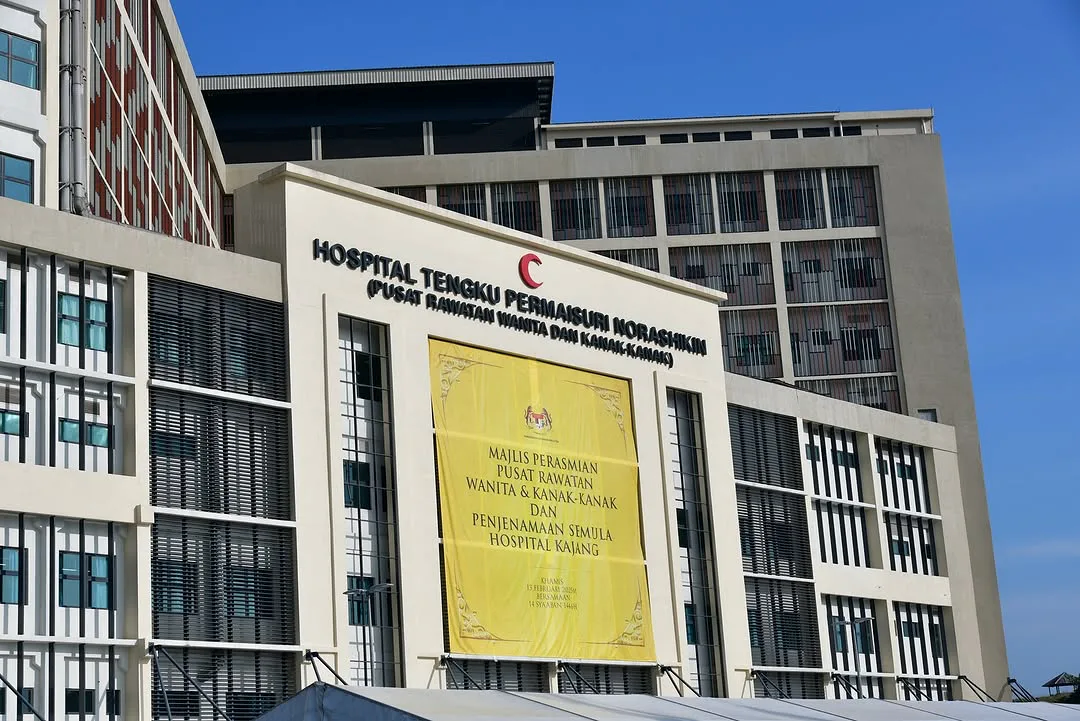 HOSPITAL TENGKU PERMAISURI NORASHIKIN
(PUSAT RAWATAN WANITA DAN KANAK-KANAK)
MAJLIS PERASMIAN
PUSAT RAWATAN
WANITA & KANAK-KANAK
DAN
PENJENAMAAN SEMULA
HOSPITAL KAJANG
KHAMIS
13 FEBRUARI 2025M
BERSAMAAN
14 SYAABAN 1446H